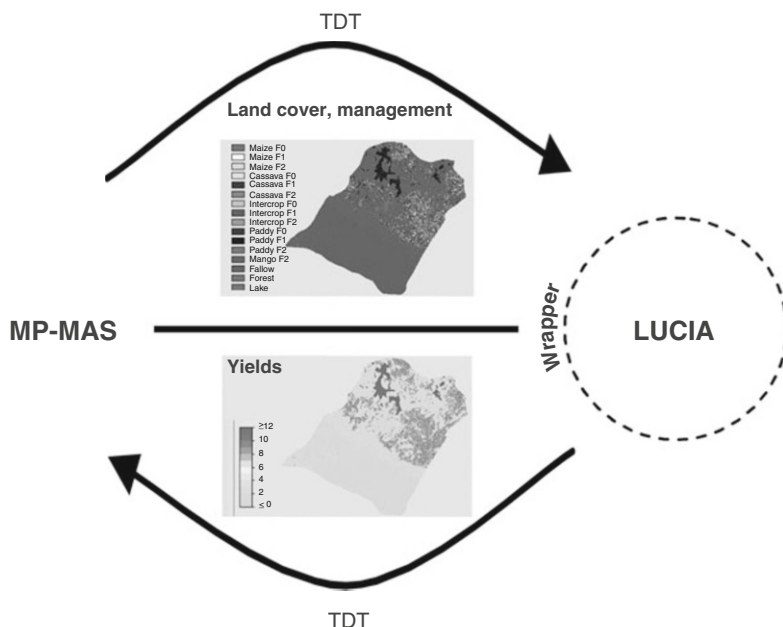 TDT
Land cover, management
Maize F0
Maize F1
Maize F2
Cassava F0
Cassava F1
Cassava F2
Intercrop F0
Intercrop F1
Intercrop F2
Paddy F0
Paddy F1
Paddy F2
Mango F2
Fallow
Forest
Lake
MP-MAS
Wrapper
LUCIA
Yields
≥12
10
8
6
4
2
≤ 0
TDT